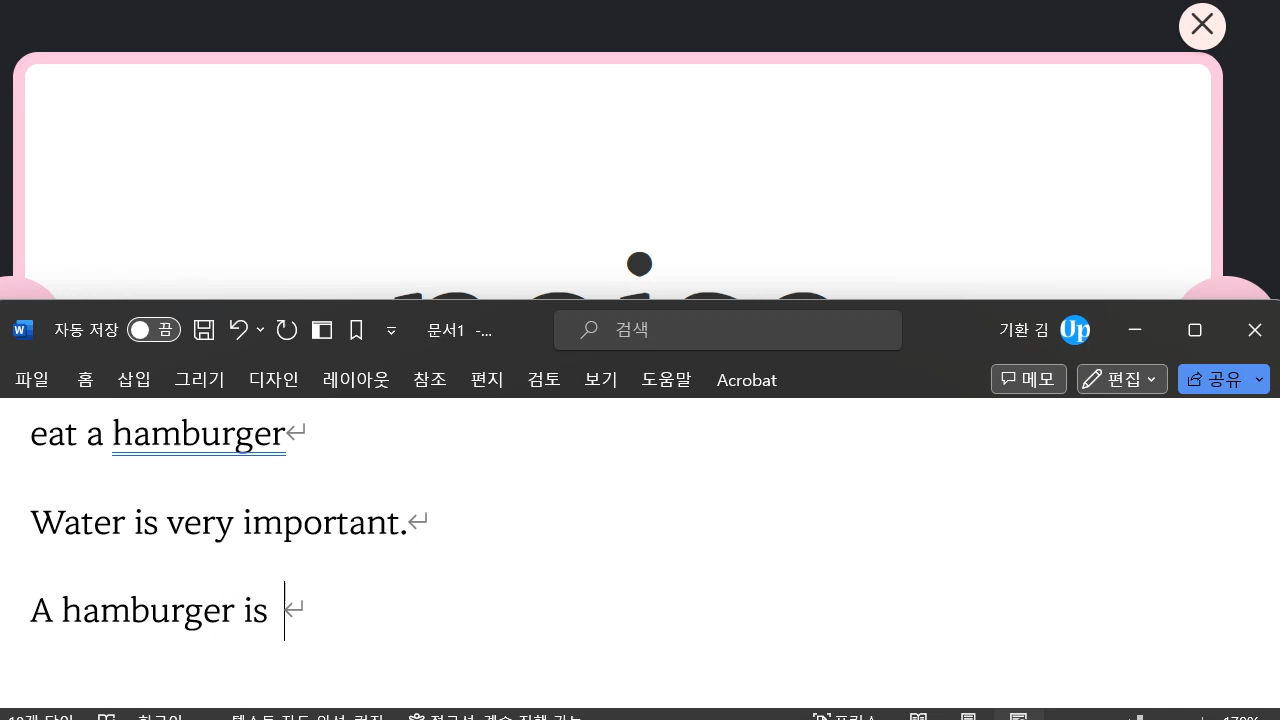 자동 저장 끔 문서1 -... 검색 기환 김 Up
파일 홈 삽입 그리기 디자인 레이아웃 참조 편지 검토 보기 도움말 Acrobat 메모 편집 공유
eat a hamburger
Water is very important.
A hamburger is